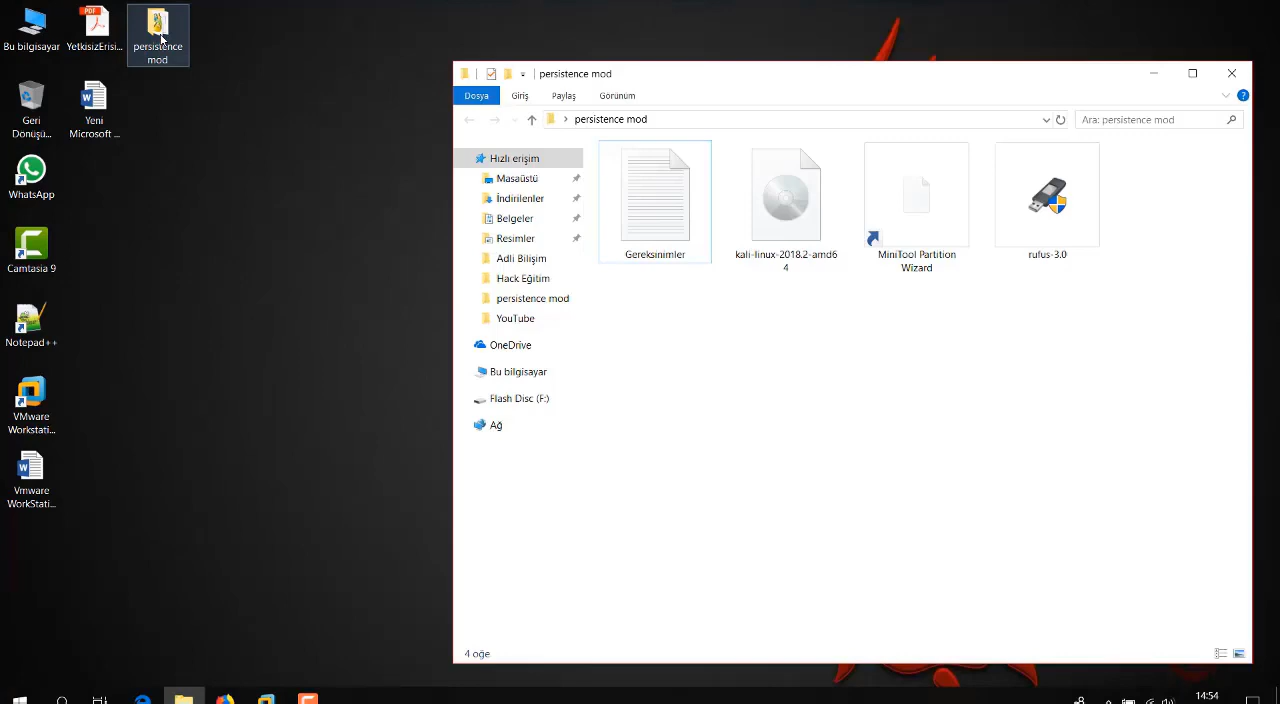 Bu bilgisayar
PDF
YetkisizErisi...
persistence
mod
Geri
Dönüşü...
Yeni
Microsoft ...
WhatsApp
Camtasia 9
Notepad++
VMware
Workstati...
Vmware
WorkStati...
persistence mod
Dosya
Giriş
Paylaş
Görünüm
persistence mod
Ara: persistence mod
Hızlı erişim
Masaüstü
İndirilenler
Belgeler
Resimler
Adli Bilişim
Hack Eğitim
persistence mod
YouTube
OneDrive
Bu bilgisayar
Flash Disc (F:)
Ağ
Gereksinimler
kali-linux-2018.2-amd6
4
MiniTool Partition
Wizard
rufus-3.0
4 öğe
14:54